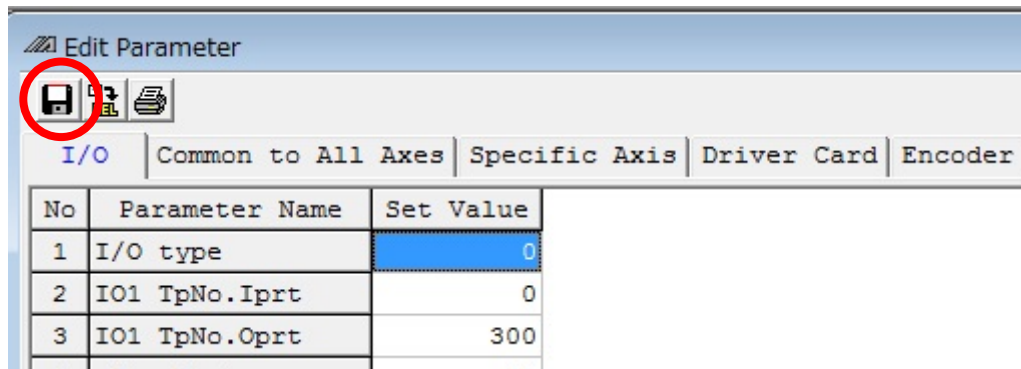 Edit Parameter
I/O Common to All Axes Specific Axis Driver Card Encoder
No Parameter Name Set Value
1 I/O type 0
2 IO1 TpNo.Iprt 0
3 IO1 TpNo.Oprt 300